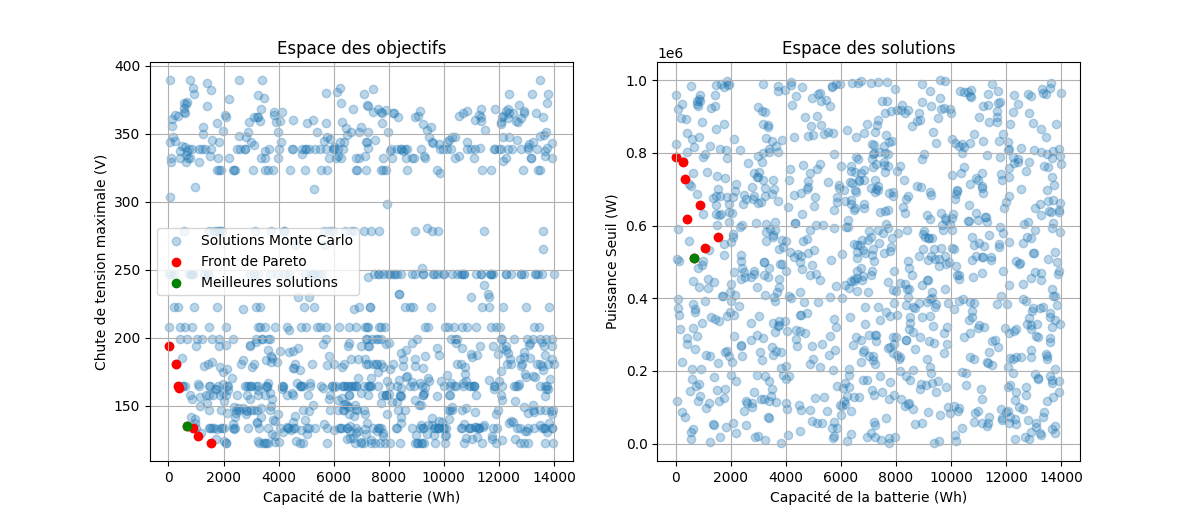 Espace des objectifs
400
350
300
250
200
150
Chute de tension maximale (V)
Solutions Monte Carlo
Front de Pareto
Meilleures solutions
0 2000 4000 6000 8000 10000 12000 14000
Capacité de la batterie (Wh)
Espace des solutions
1e6
1.0
0.8
0.6
0.4
0.2
0.0
Puissance Seuil (W)
0 2000 4000 6000 8000 10000 12000 14000
Capacité de la batterie (Wh)